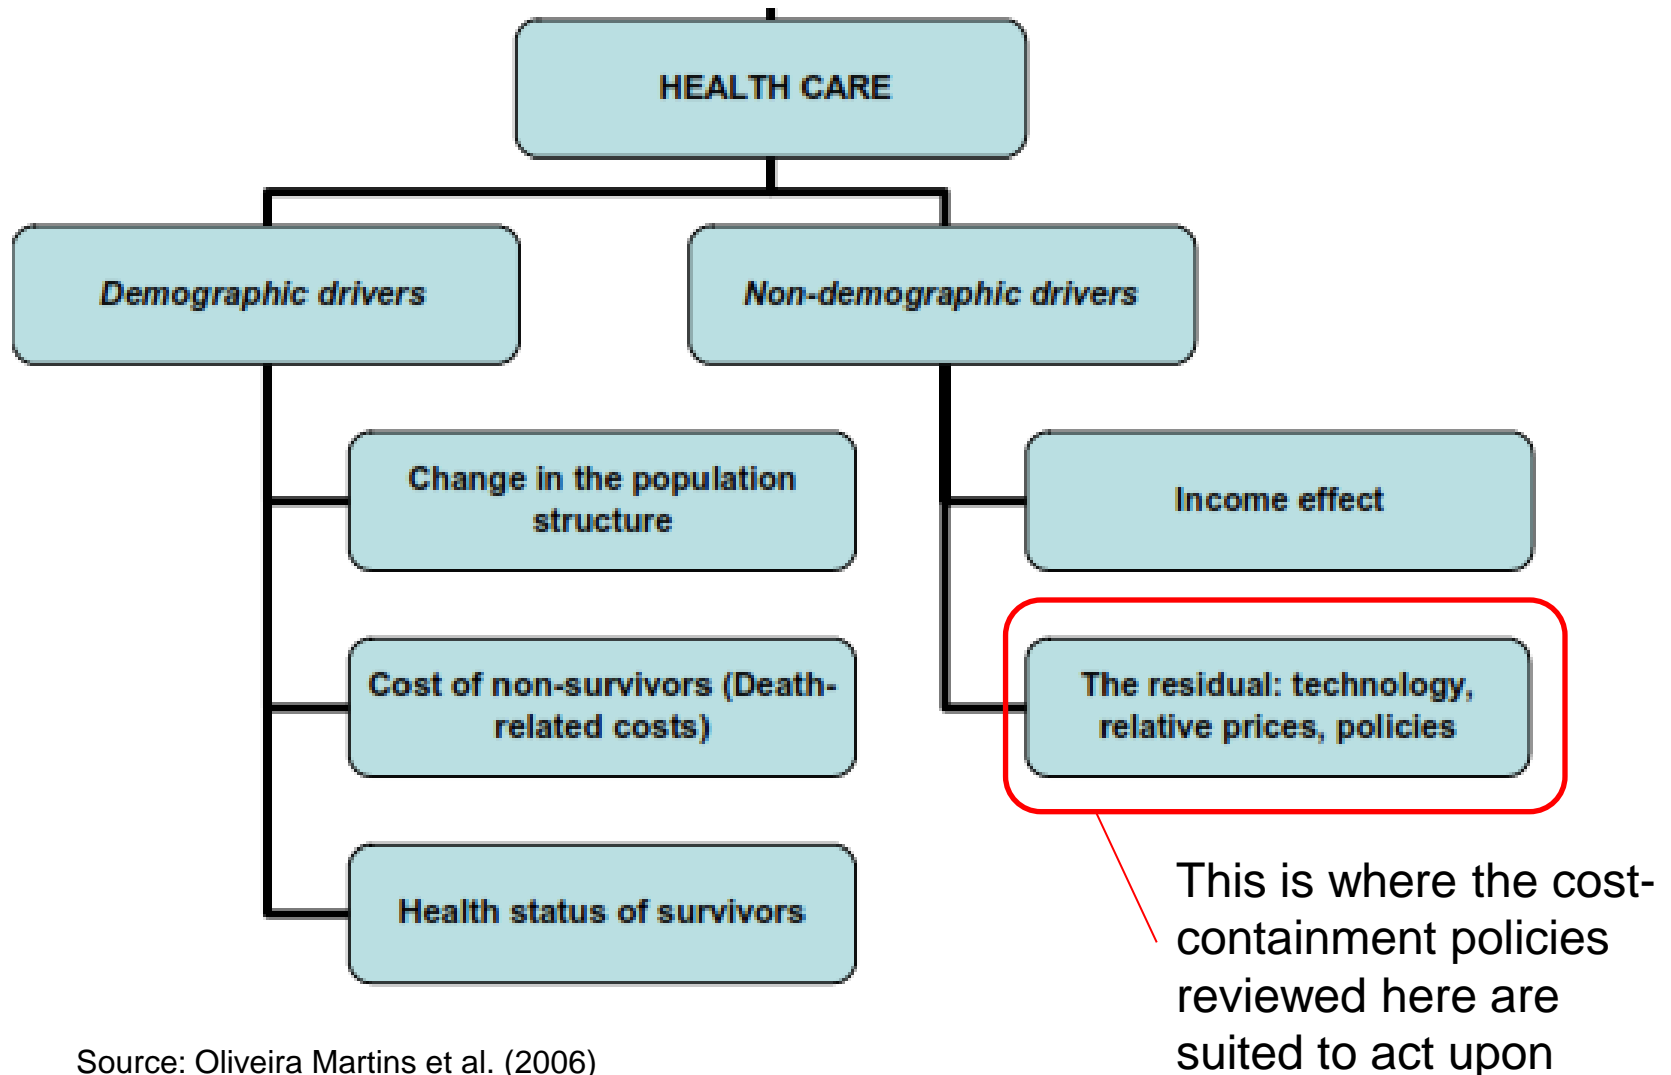 HEALTH CARE
Demographic drivers
Non-demographic drivers
Change in the population
structure
Income effect
Cost of non-survivors (Death-
related costs)
The residual: technology,
relative prices, policies
Health status of survivors
This is where the cost-
containment policies
reviewed here are
suited to act upon
Source: Oliveira Martins et al. (2006)